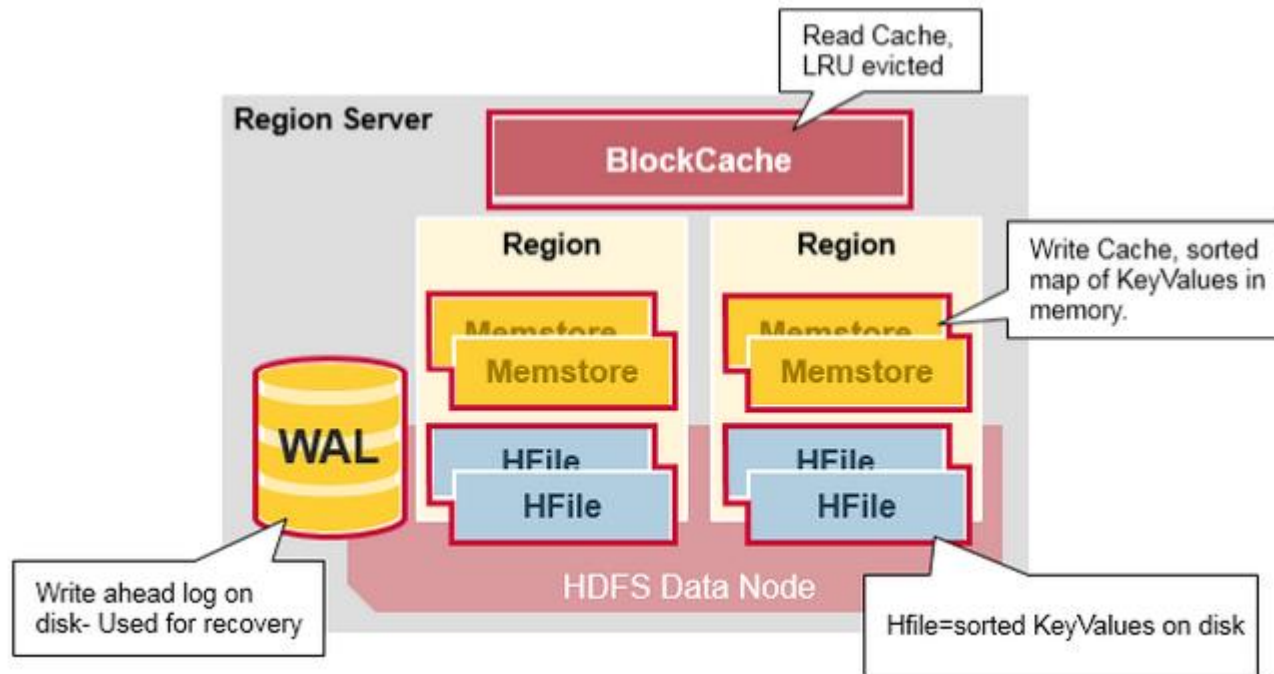 Read Cache,
LRU evicted
Region Server
BlockCache
Region
Region
Write Cache, sorted
map of KeyValues in
memory.
Memstore
Memstore
Memstore
Memstore
WAL
HFile
HFile
HFile
HFile
HDFS Data Node
Write ahead log on
disk- Used for recovery
Hfile=sorted KeyValues on disk